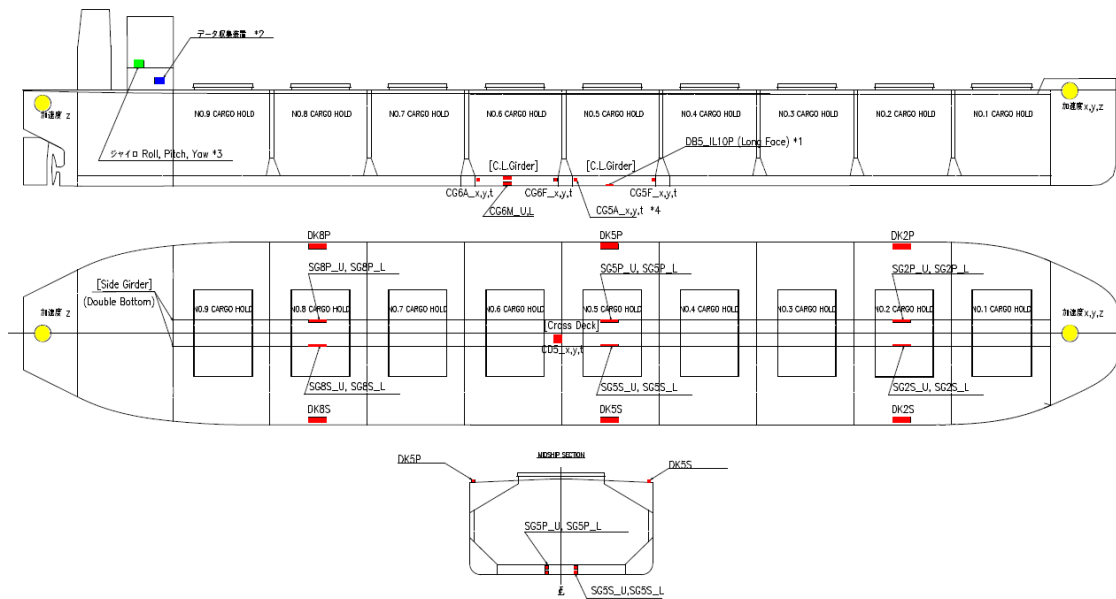 データ収集装置 *2
加速度 z
NO.9 CARGO HOLD
NO.8 CARGO HOLD
NO.7 CARGO HOLD
NO.6 CARGO HOLD
NO.5 CARGO HOLD
NO.4 CARGO HOLD
NO.3 CARGO HOLD
NO.2 CARGO HOLD
NO.1 CARGO HOLD
加速度x,y,z
ジャイロ Roll, Pitch, Yaw *3
[C.L.Girder]
[C.L.Girder]
DB5_IL10P (Long Face) *1
CG6A_x,y,t
CG6F_x,y,t
CG5F_x,y,t
CG6M_U,L
CG5A_x,y,t *4
DK8P
DK5P
DK2P
SG8P_U, SG8P_L
SG5P_U, SG5P_L
SG2P_U, SG2P_L
[Side Girder]
(Double Bottom)
NO.9 CARGO HOLD
NO.8 CARGO HOLD
NO.7 CARGO HOLD
NO.6 CARGO HOLD
NO.5 CARGO HOLD
NO.4 CARGO HOLD
NO.3 CARGO HOLD
NO.2 CARGO HOLD
NO.1 CARGO HOLD
加速度 z
加速度x,y,z
[Cross Deck]
CD5_x,y,t
SG8S_U, SG8S_L
SG5S_U, SG5S_L
SG2S_U, SG2S_L
DK8S
DK5S
DK2S
MIDSHIP SECTION
DK5P
DK5S
SG5P_U, SG5P_L
SG5S_U,SG5S_L
℄